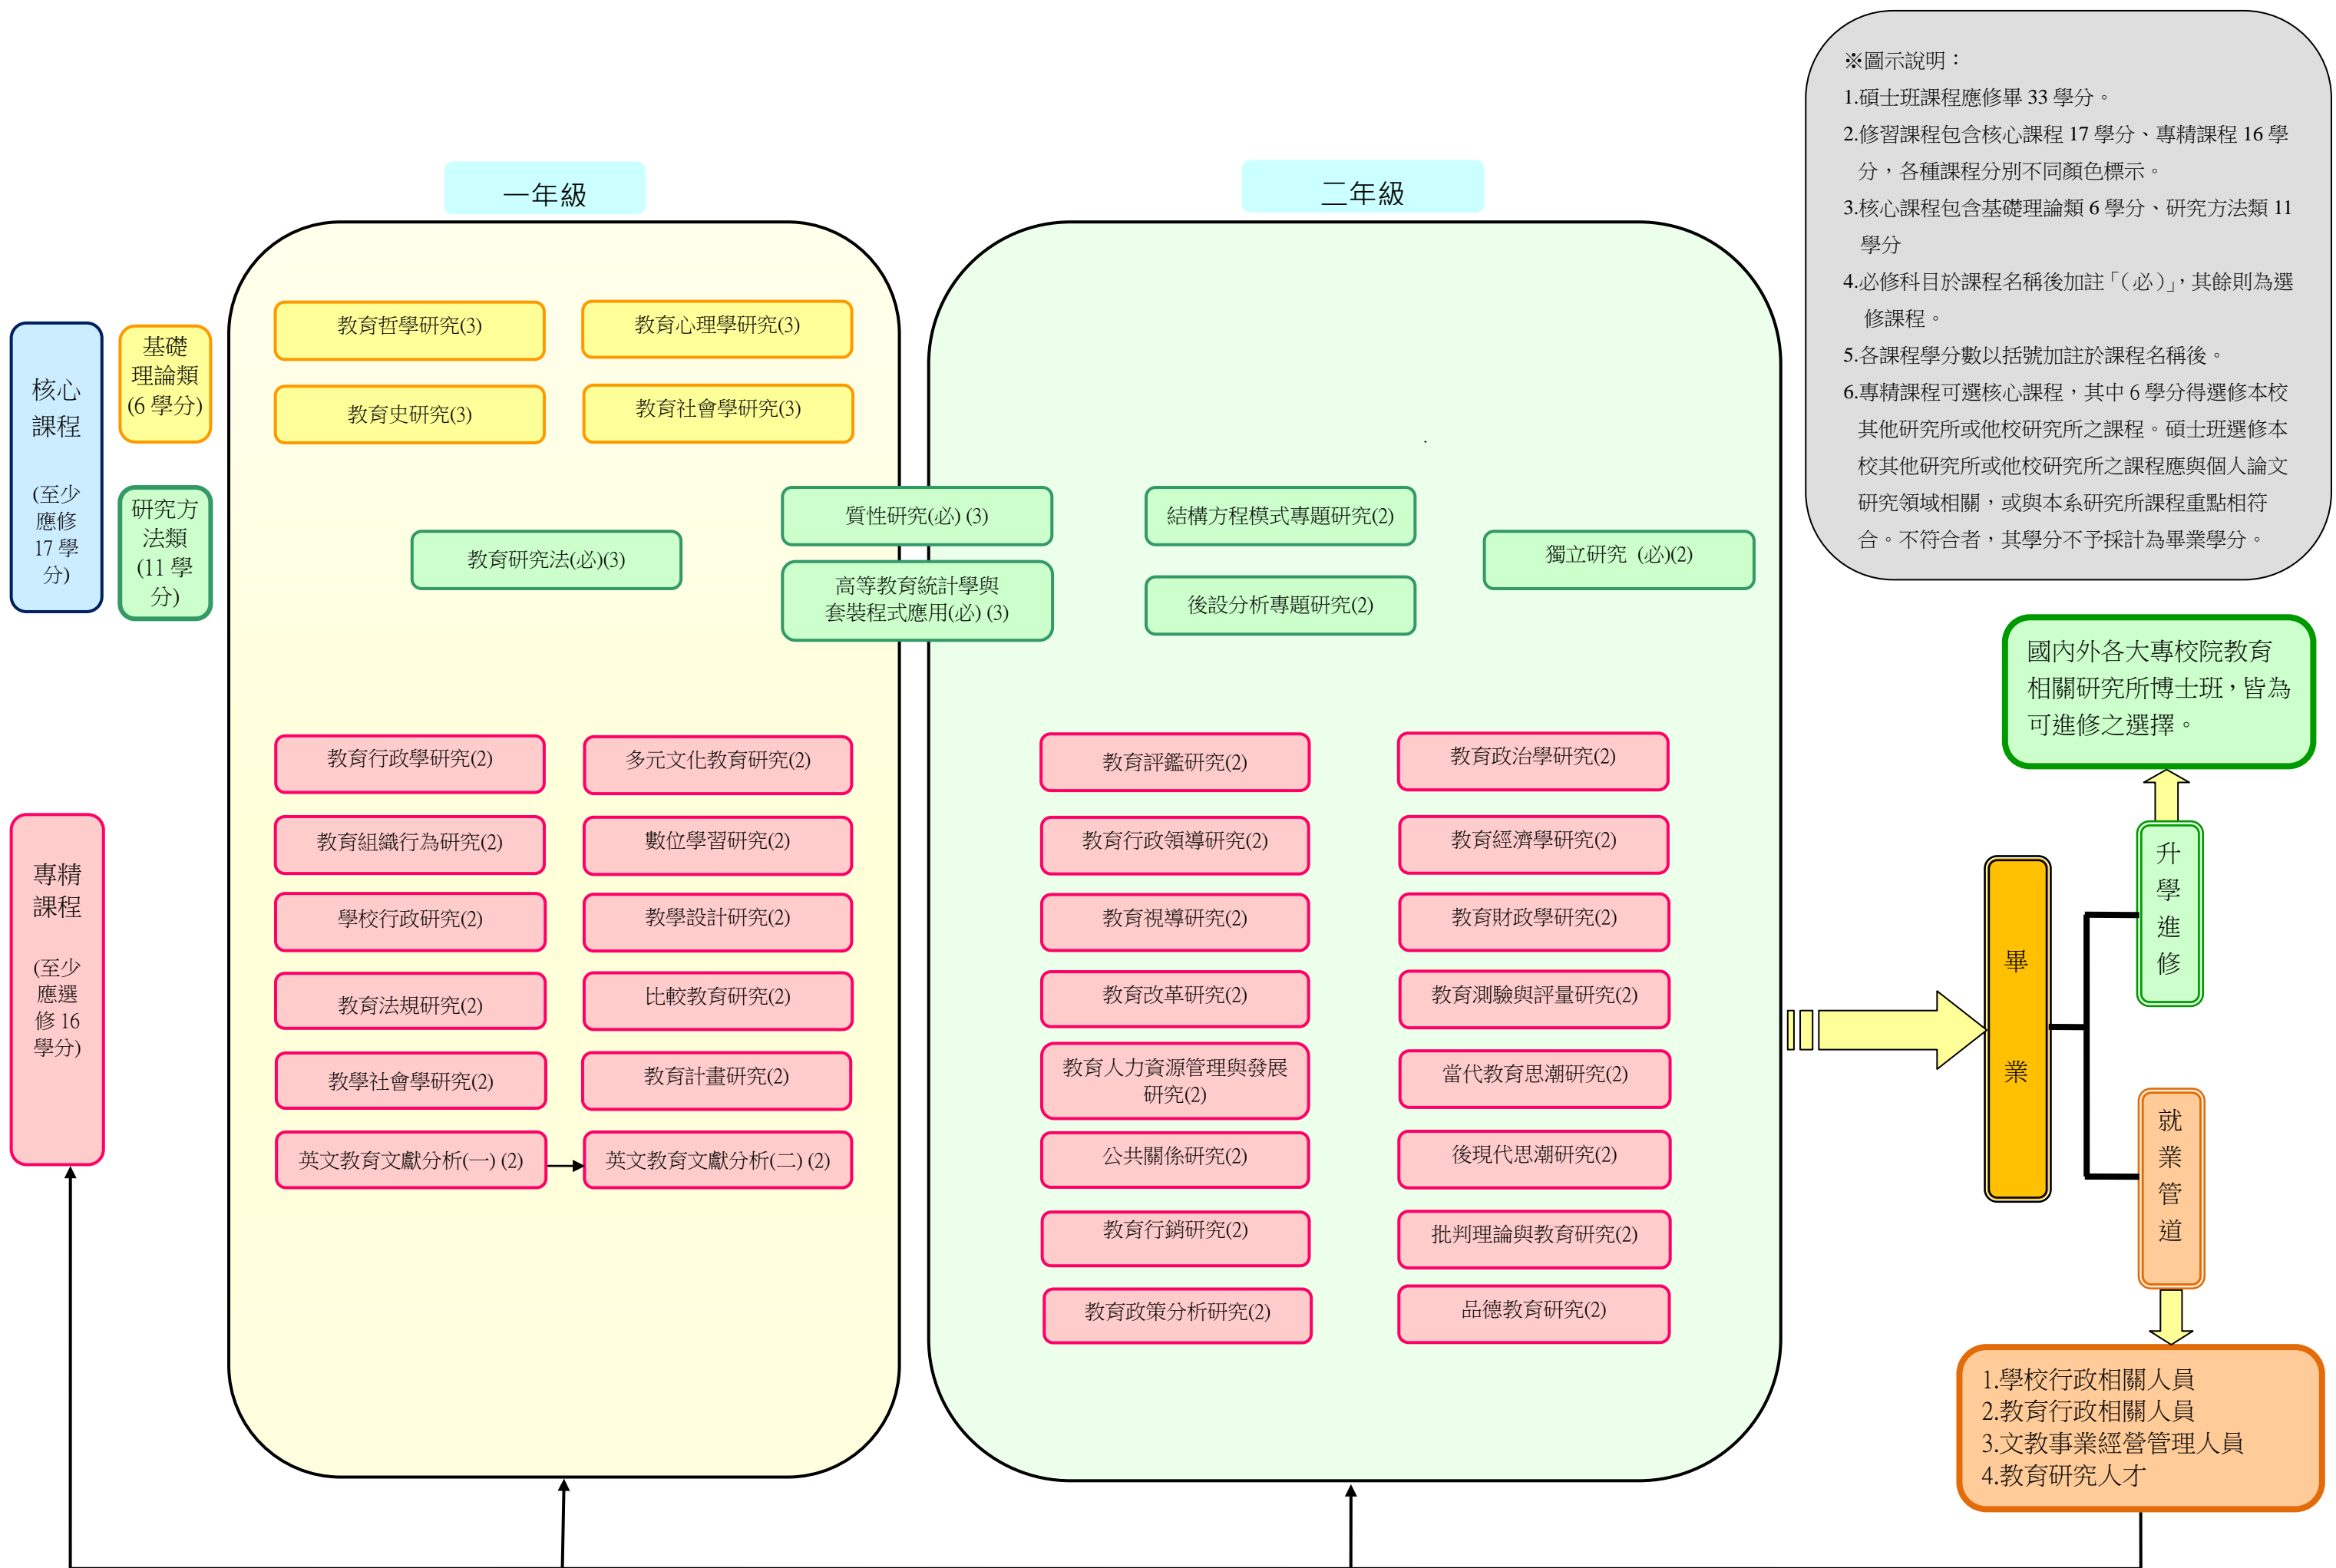 ※圖示說明：
1.碩士班課程應修畢 33 學分。
2.修習課程包含核心課程 17 學分、專精課程 16 學
分，各種課程分別不同顏色標示。
3.核心課程包含基礎理論類 6 學分、研究方法類 11
學分
4.必修科目於課程名稱後加註「（必）」，其餘則為選
修課程。
5.各課程學分數以括號加註於課程名稱後。
6.專精課程可選核心課程，其中 6 學分得選修本校
其他研究所或他校研究所之課程。碩士班選修本
校其他研究所或他校研究所之課程應與個人論文
研究領域相關，或與本系研究所課程重點相符
合。不符合者，其學分不予採計為畢業學分。
一年級
二年級
核心
課程
(至少
應修
17 學
分)
基礎
理論類
(6 學分)
研究方
法類
(11 學
分)
教育哲學研究(3)
教育心理學研究(3)
教育史研究(3)
教育社會學研究(3)
教育研究法(必)(3)
質性研究(必) (3)
高等教育統計學與
套裝程式應用(必) (3)
結構方程模式專題研究(2)
後設分析專題研究(2)
獨立研究 (必)(2)
專精
課程
(至少
應選
修 16
學分)
教育行政學研究(2)
多元文化教育研究(2)
教育組織行為研究(2)
數位學習研究(2)
學校行政研究(2)
教學設計研究(2)
教育法規研究(2)
比較教育研究(2)
教學社會學研究(2)
教育計畫研究(2)
英文教育文獻分析(一) (2)
英文教育文獻分析(二) (2)
教育評鑑研究(2)
教育政治學研究(2)
教育行政領導研究(2)
教育經濟學研究(2)
教育視導研究(2)
教育財政學研究(2)
教育改革研究(2)
教育測驗與評量研究(2)
教育人力資源管理與發展
研究(2)
當代教育思潮研究(2)
公共關係研究(2)
後現代思潮研究(2)
教育行銷研究(2)
批判理論與教育研究(2)
教育政策分析研究(2)
品德教育研究(2)
畢
業
升
學
進
修
國內外各大專校院教育
相關研究所博士班，皆為
可進修之選擇。
就
業
管
道
1.學校行政相關人員
2.教育行政相關人員
3.文教事業經營管理人員
4.教育研究人才